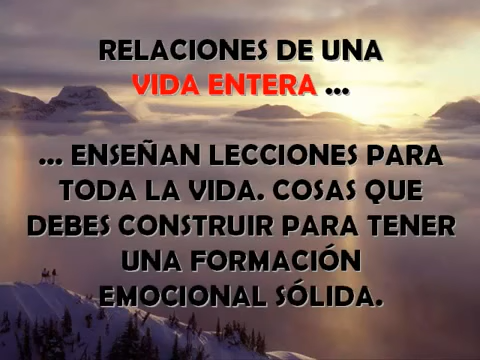 RELACIONES DE UNA
VIDA ENTERA ...
... ENSEÑAN LECCIONES PARA
TODA LA VIDA. COSAS QUE
DEBES CONSTRUIR PARA TENER
UNA FORMACIÓN
EMOCIONAL SÓLIDA.